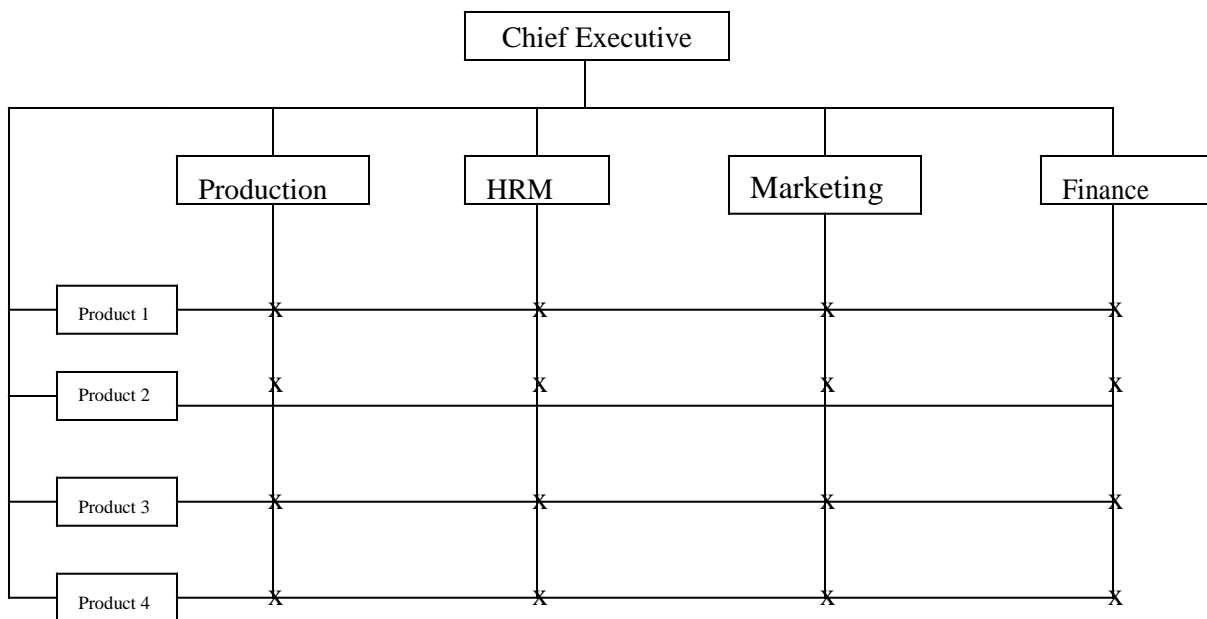 Chief Executive
Production
HRM
Marketing
Finance
Product 1
X
X
X
X
Product 2
X
X
X
X
Product 3
X
X
X
X
Product 4
X
X
X
X